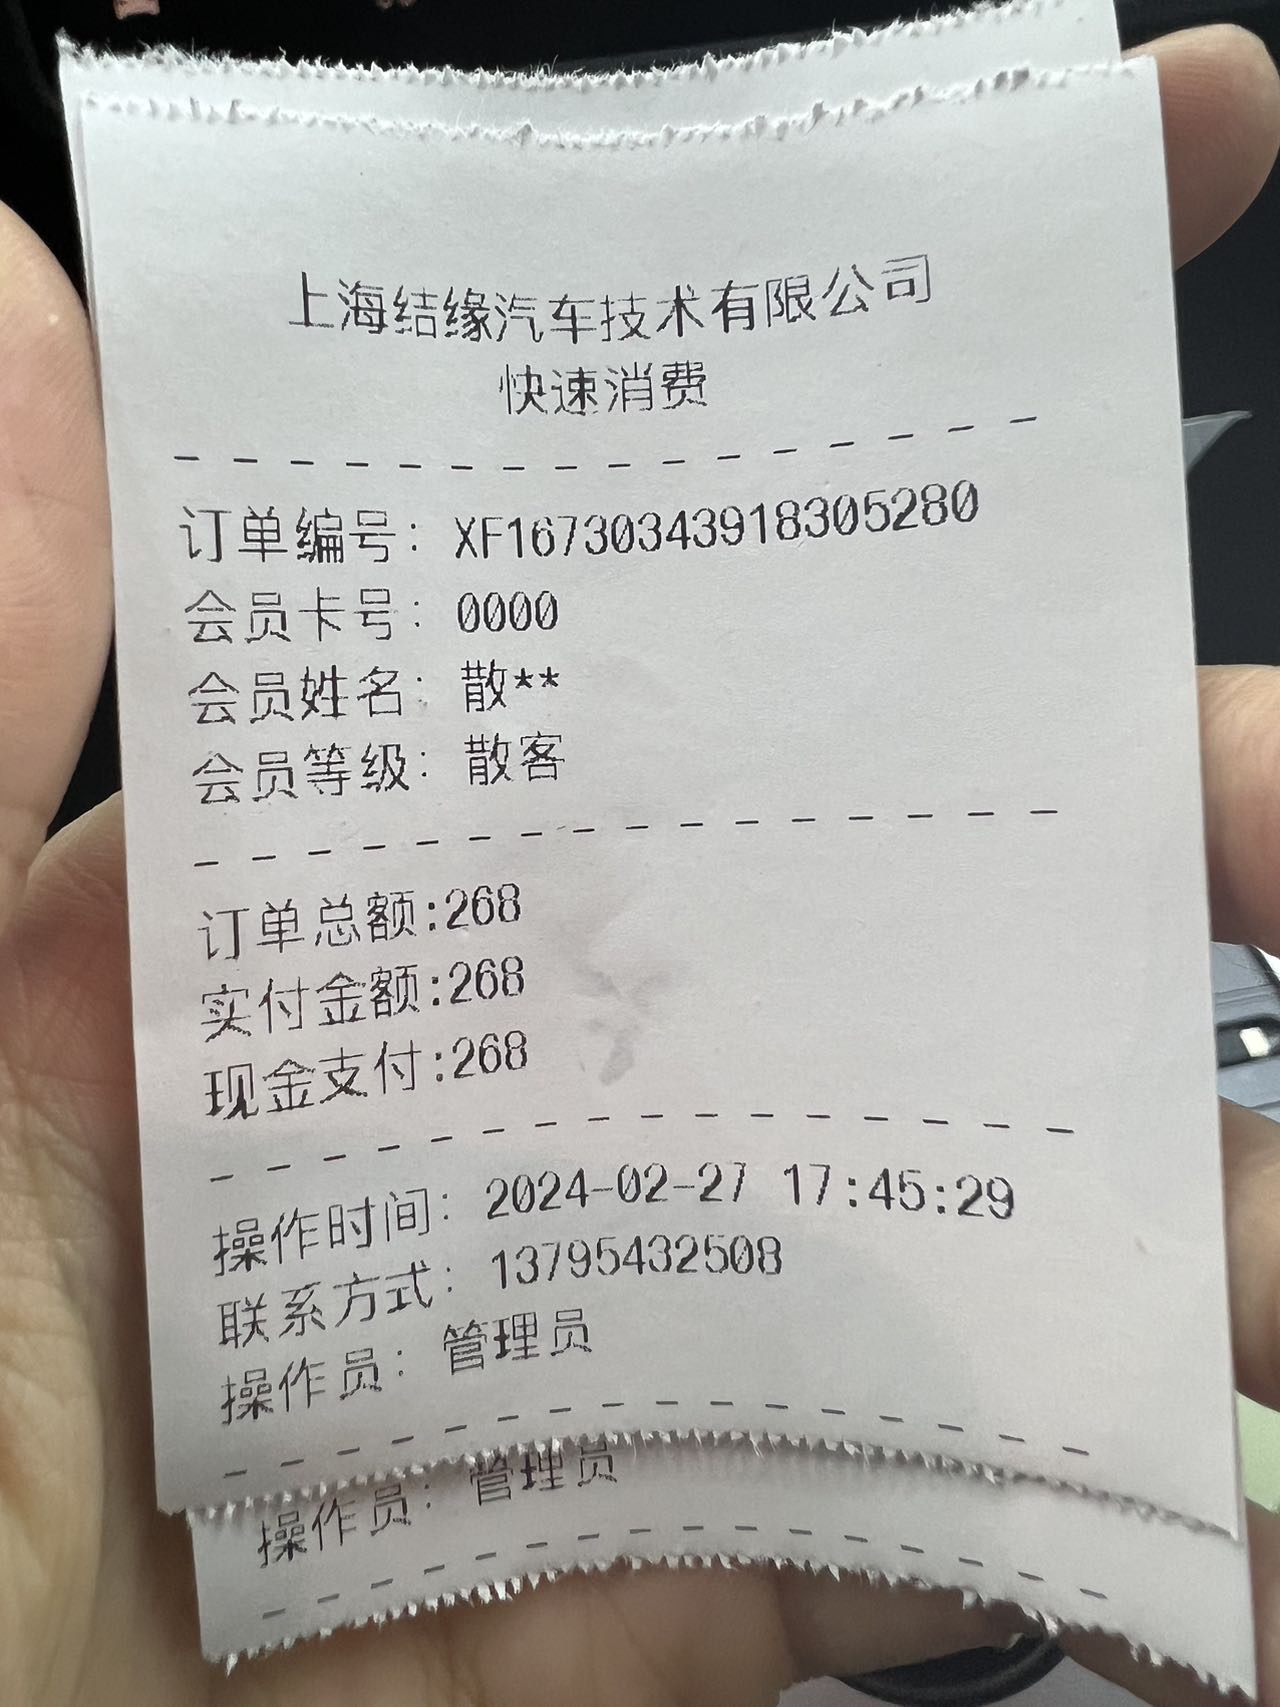 上海结缘汽车技术有限公司
快速消费
订单编号: XF16730343918305280
会员卡号: 0000
会员姓名: 散**
会员等级: 散客
订单总额:268
实付金额:268
现金支付:268
操作时间: 2024-02-27 17:45:29
联系方式: 13795432508
操作员: 管理员
操作员: 管理员